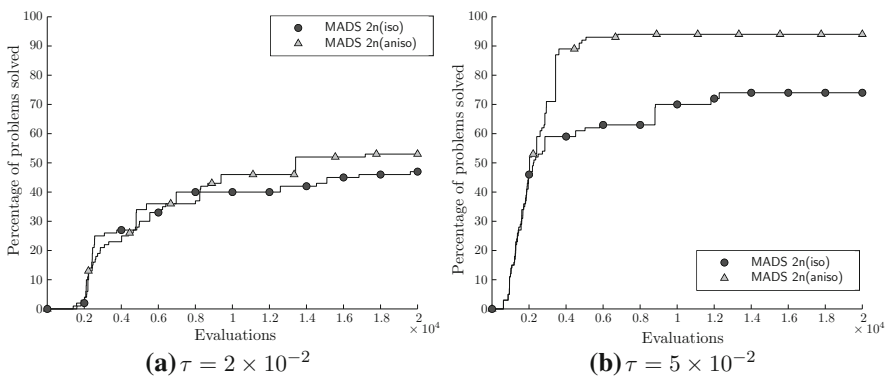 100
90
80
70
60
50
40
30
20
10
0
Percentage of problems solved
MADS 2n(iso)
MADS 2n(aniso)
0.2 0.4 0.6 0.8 1 1.2 1.4 1.6 1.8 2
× 10⁴
Evaluations
(a) τ = 2 × 10⁻²
100
90
80
70
60
50
40
30
20
10
0
Percentage of problems solved
MADS 2n(iso)
MADS 2n(aniso)
0.2 0.4 0.6 0.8 1 1.2 1.4 1.6 1.8 2
× 10⁴
Evaluations
(b) τ = 5 × 10⁻²